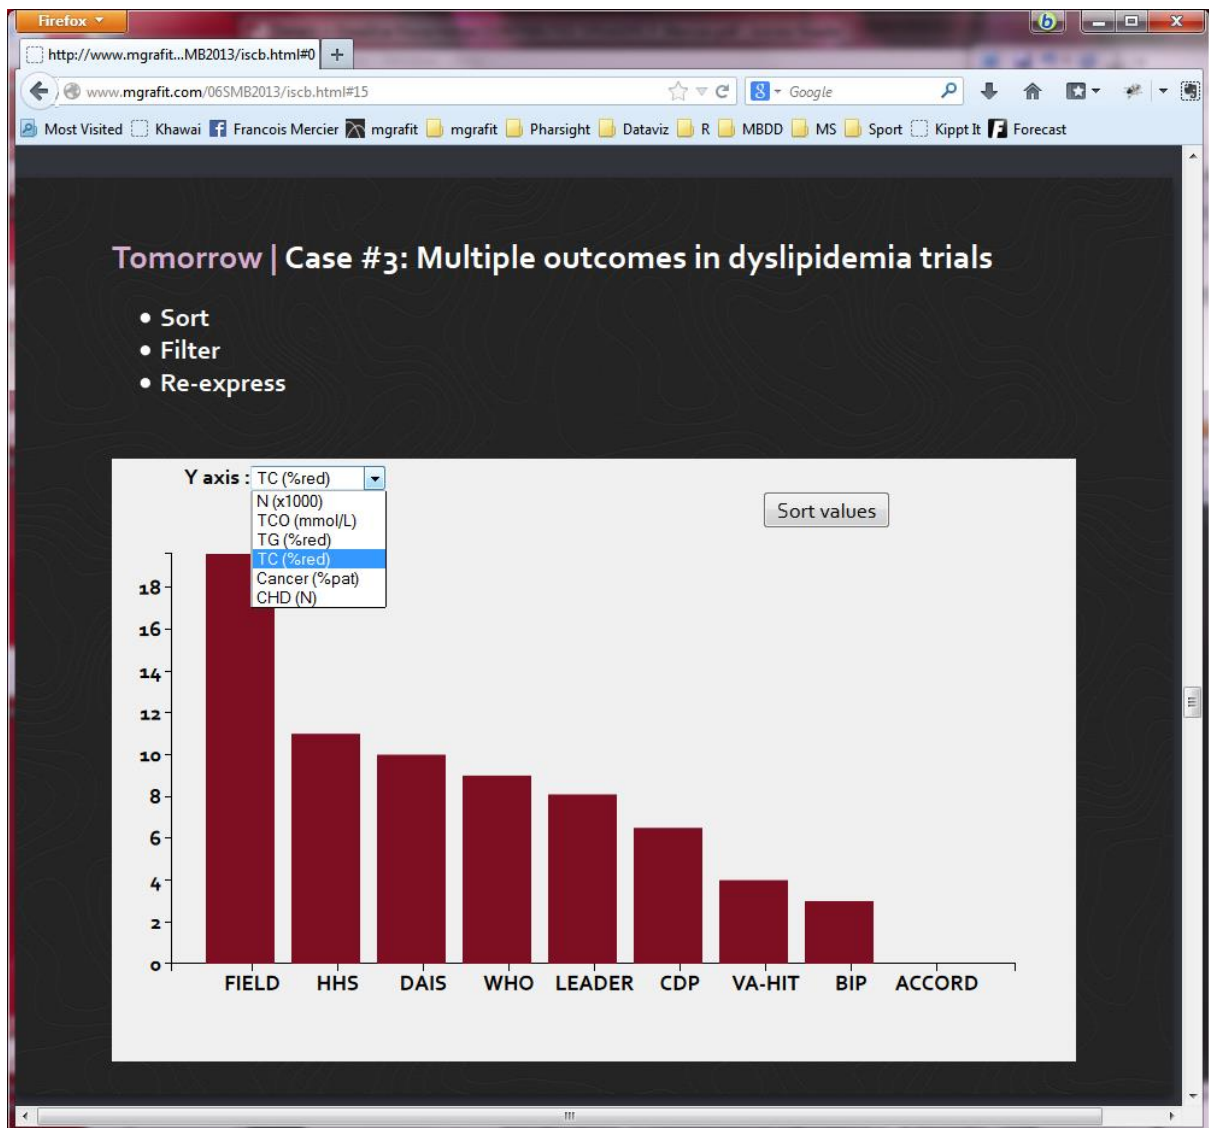 Firefox
http://www.mgrafit...MB2013/iscb.html#0
www.mgrafit.com/06SMB2013/iscb.html#15
8 Google
Most Visited Khawai Francois Mercier mgrafit mgrafit Pharsight Dataviz R MBDD MS Sport Kippt It Forecast
Tomorrow | Case #3: Multiple outcomes in dyslipidemia trials
• Sort
• Filter
• Re-express
Y axis : TC (%red)
N (x1000)
TCO (mmol/L)
TG (%red)
TC (%red)
Cancer (%pat)
CHD (N)
Sort values
18
16
14
12
10
8
6
4
2
0
FIELD HHS DAIS WHO LEADER CDP VA-HIT BIP ACCORD